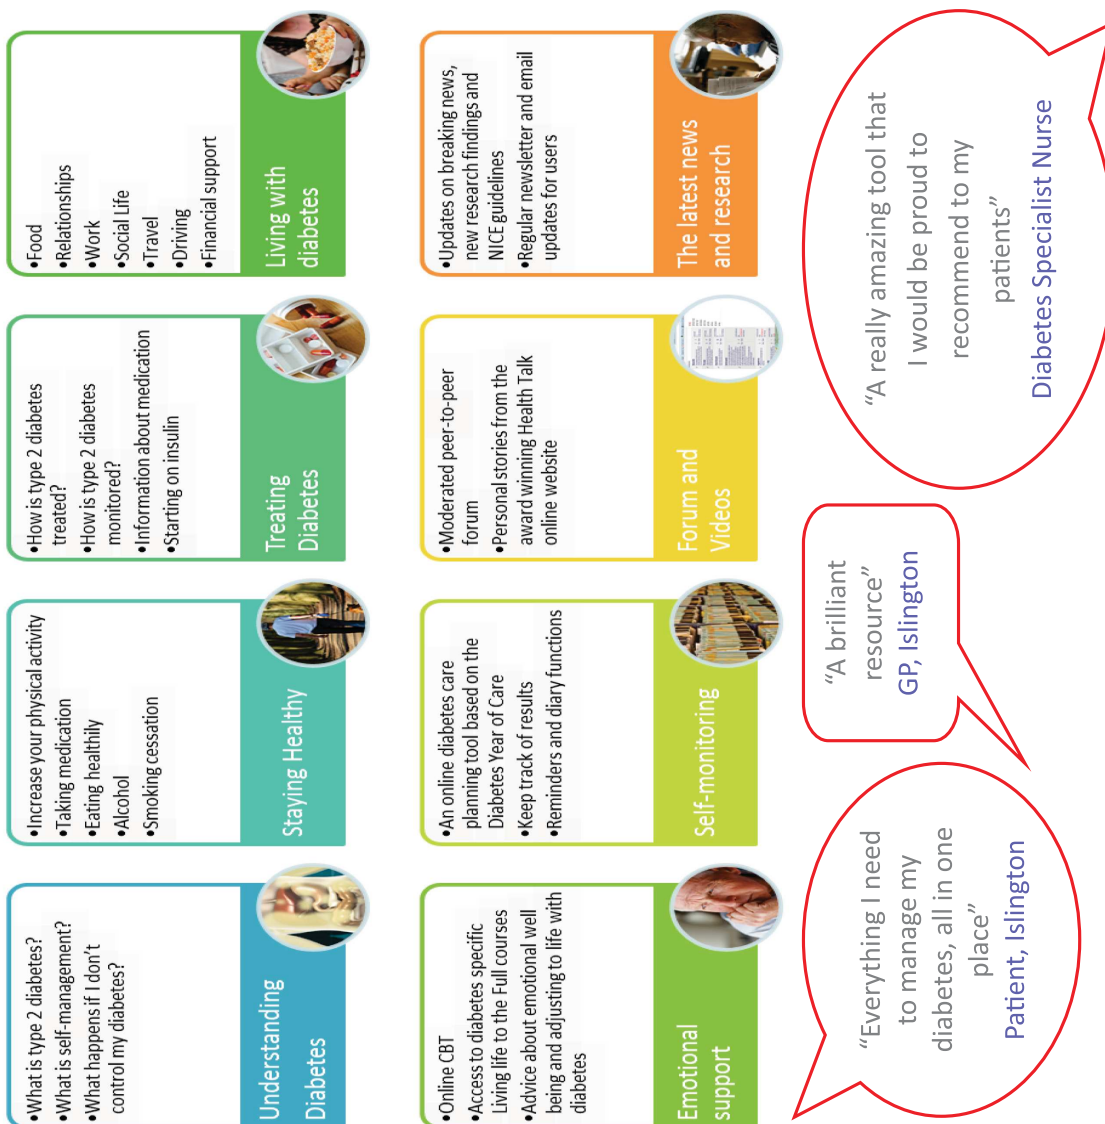 •What is type 2 diabetes?
•What is self-management?
•What happens if I don't
control my diabetes?
Understanding
Diabetes
•Increase your physical activity
•Taking medication
•Eating healthily
•Alcohol
•Smoking cessation
Staying Healthy
•How is type 2 diabetes
treated?
•How is type 2 diabetes
monitored?
•Information about medication
•Starting on insulin
Treating
Diabetes
•Food
•Relationships
•Work
•Social Life
•Travel
•Driving
•Financial support
Living with
diabetes
•Online CBT
•Access to diabetes specific
Living life to the Full courses
•Advice about emotional well
being and adjusting to life with
diabetes
Emotional
support
•An online diabetes care
planning tool based on the
Diabetes Year of Care
•Keep track of results
•Reminders and diary functions
Self-monitoring
•Moderated peer-to-peer
forum
•Personal stories from the
award winning Health Talk
online website
Forum and
Videos
•Updates on breaking news,
new research findings and
NICE guidelines
•Regular newsletter and email
updates for users
The latest news
and research
“Everything I need
to manage my
diabetes, all in one
place”
Patient, Islington
“A brilliant
resource”
GP, Islington
“A really amazing tool that
I would be proud to
recommend to my
patients”
Diabetes Specialist Nurse